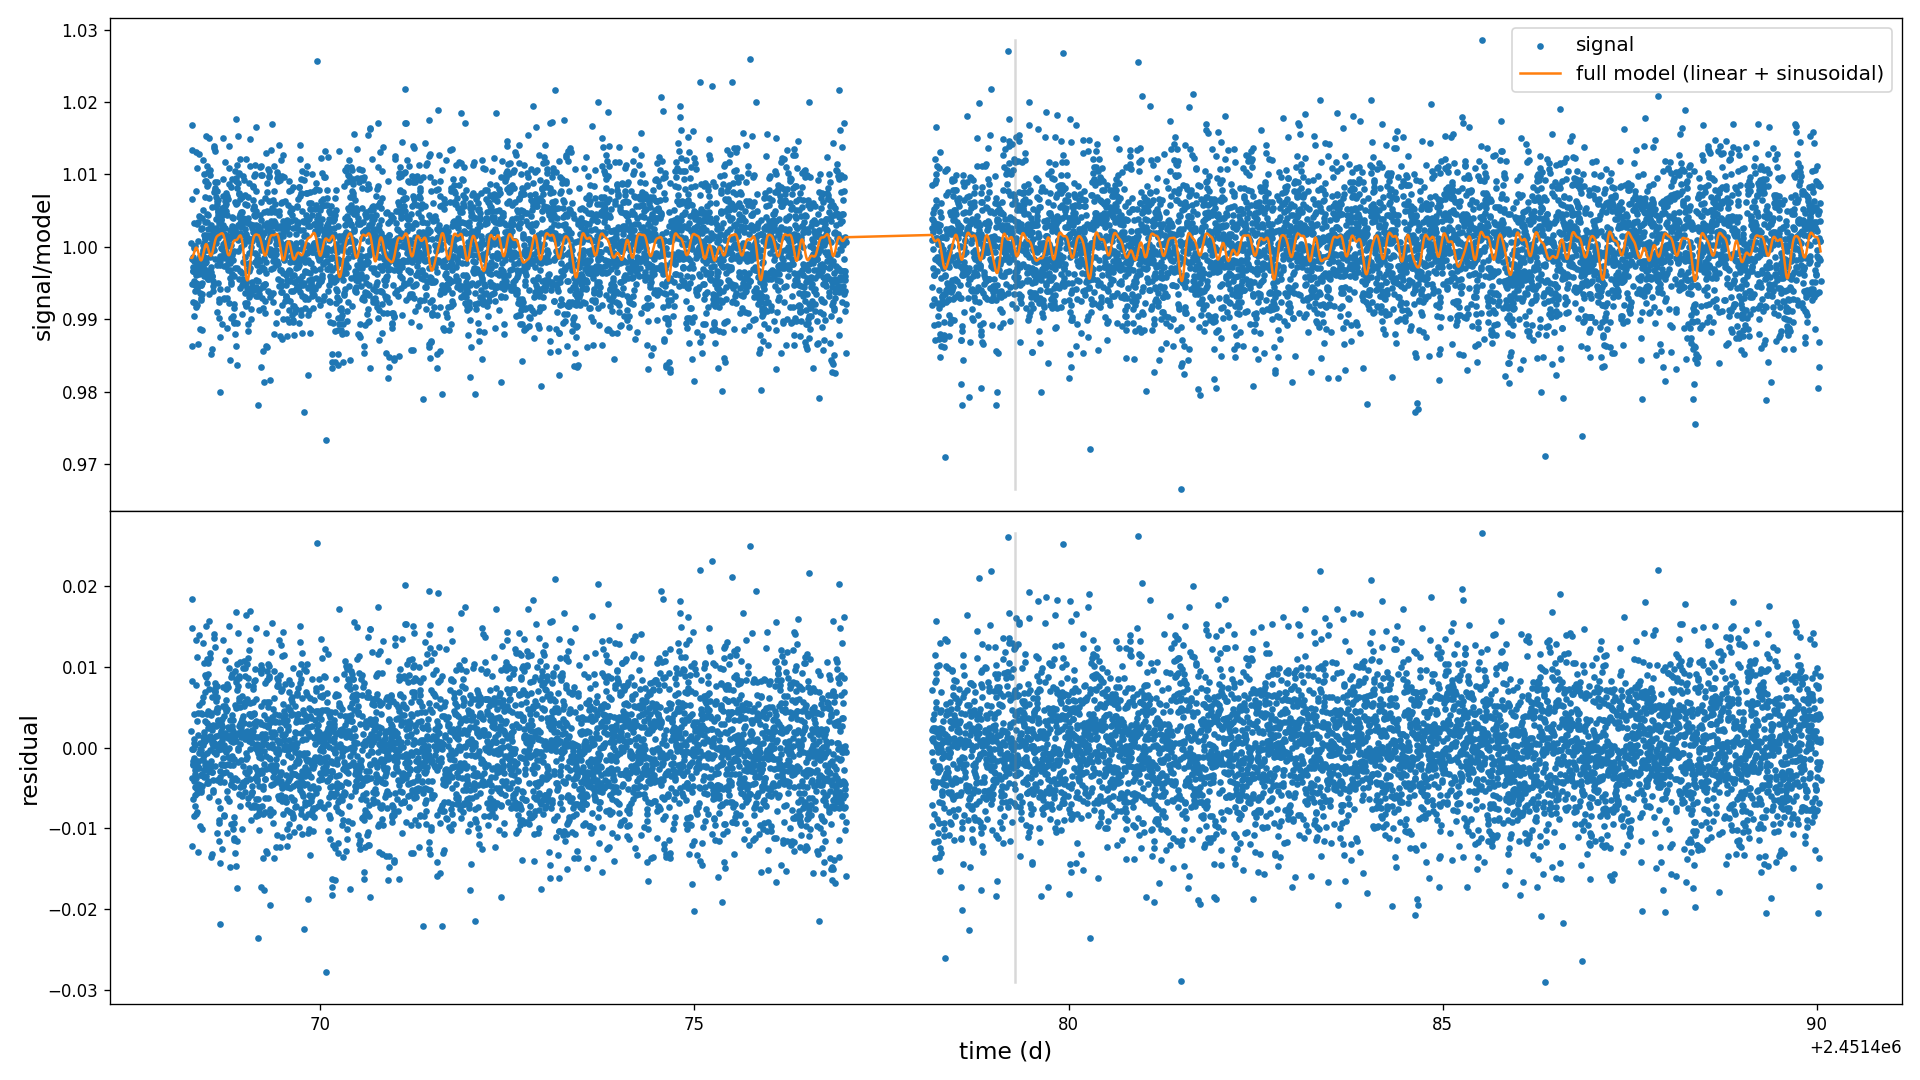 1.03
1.02
1.01
1.00
0.99
0.98
0.97
signal/model
signal
full model (linear + sinusoidal)
0.02
0.01
0.00
−0.01
−0.02
−0.03
residual
70 75 80 85 90
time (d)
+2.4514e6